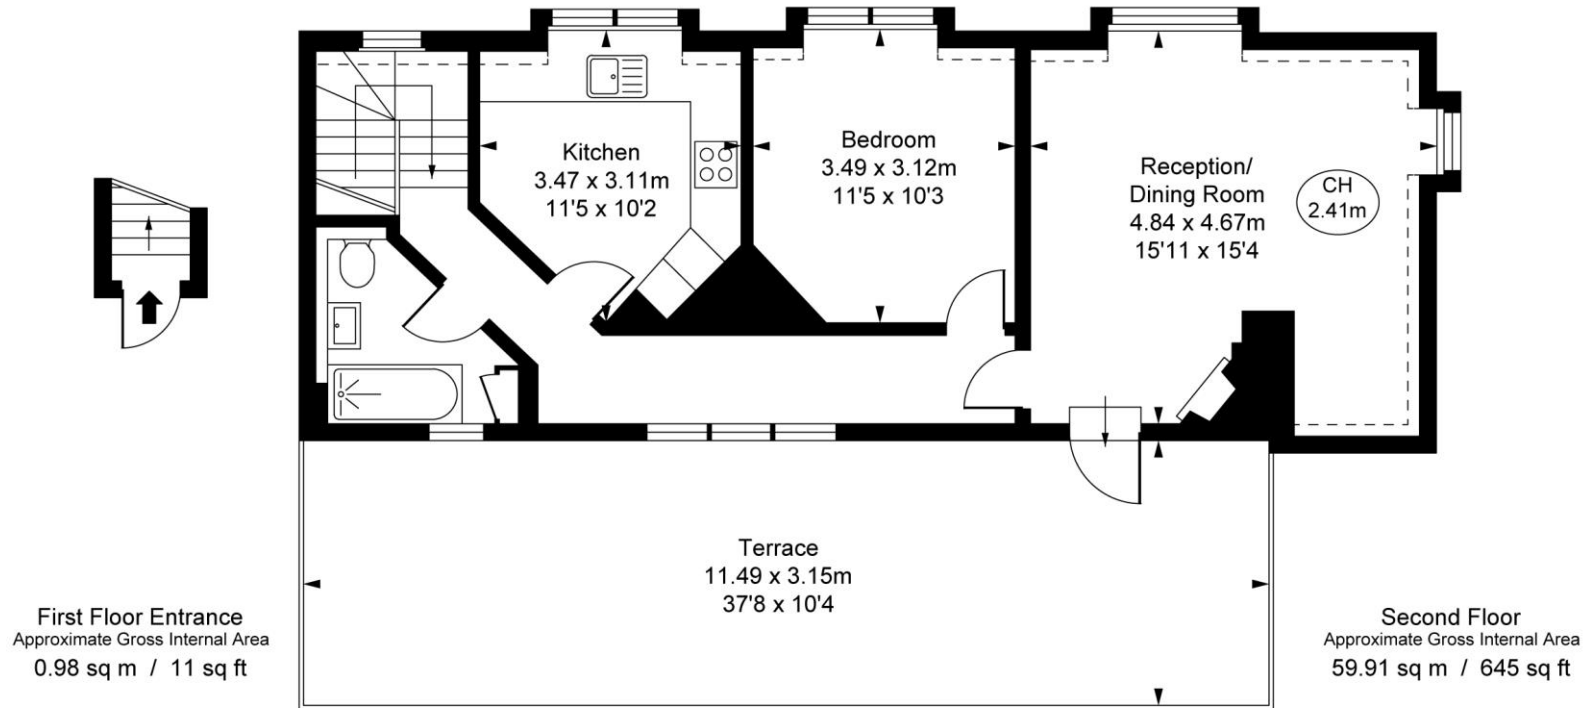 Kitchen
3.47 x 3.11m
11'5 x 10'2
Bedroom
3.49 x 3.12m
11'5 x 10'3
Reception/
Dining Room
4.84 x 4.67m
15'11 x 15'4
CH
2.41m
Terrace
11.49 x 3.15m
37'8 x 10'4
First Floor Entrance
Approximate Gross Internal Area
0.98 sq m / 11 sq ft
Second Floor
Approximate Gross Internal Area
59.91 sq m / 645 sq ft